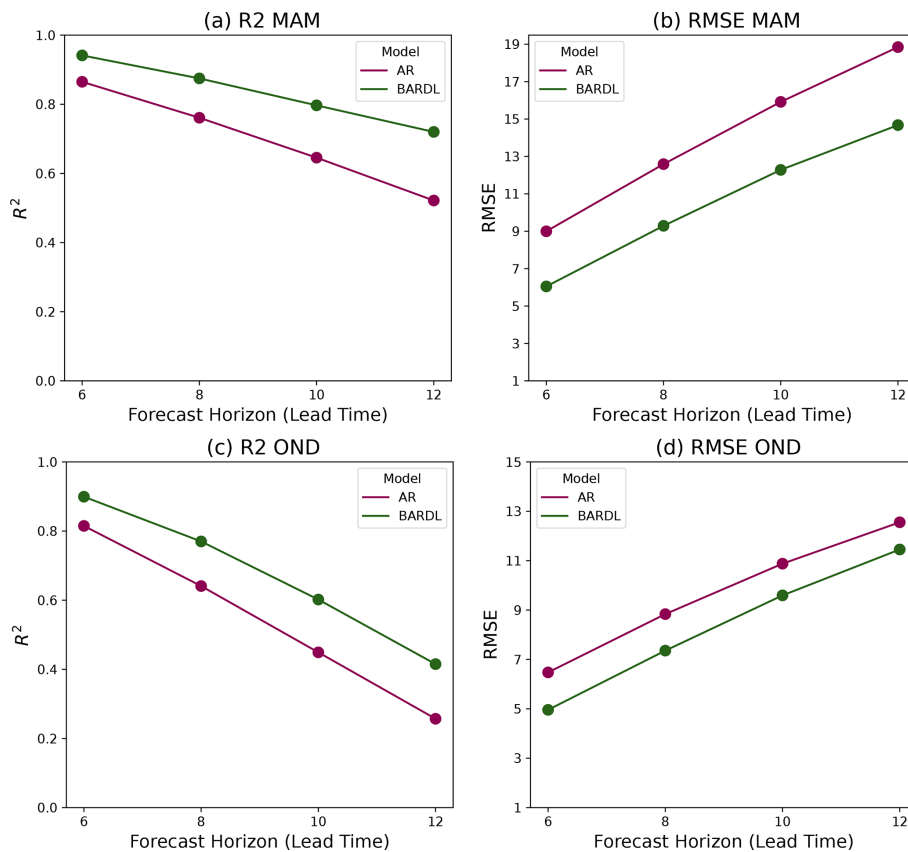 (a) R2 MAM
1.0
0.8
0.6
0.4
0.2
0.0
R²
Model
AR
BARDL
6 8 10 12
Forecast Horizon (Lead Time)
(b) RMSE MAM
19
17
15
13
11
9
7
5
3
1
RMSE
Model
AR
BARDL
6 8 10 12
Forecast Horizon (Lead Time)
(c) R2 OND
1.0
0.8
0.6
0.4
0.2
0.0
R²
Model
AR
BARDL
6 8 10 12
Forecast Horizon (Lead Time)
(d) RMSE OND
15
13
11
9
7
5
3
1
RMSE
Model
AR
BARDL
6 8 10 12
Forecast Horizon (Lead Time)